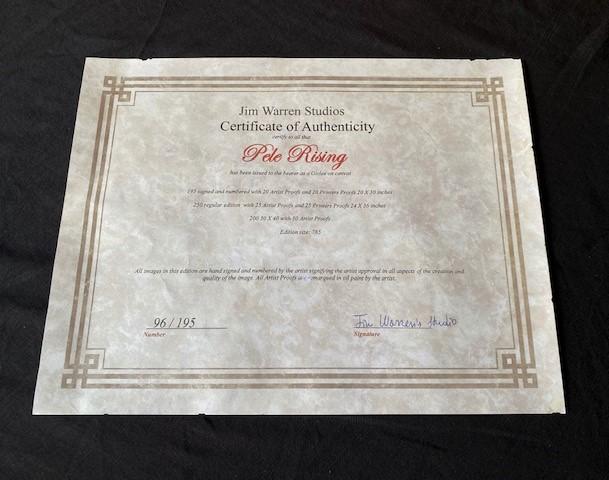 Jim Warren Studios
Certificate of Authenticity
certify to all that
Pele Rising
has been issued to the bearer as a Giclee on canvas
195 signed and numbered with 20 Artist Proofs and 20 Printers Proofs 20 X 30 inches
250 regular edition with 25 Artist Proofs and 25 Printers Proofs 24 X 36 inches
200 30 X 40 with 50 Artist Proofs
Edition size: 785
All images in this edition are hand signed and numbered by the artist signifying the artist approval in all aspects of the creation and
quality of the image. All Artist Proofs are remarqued in oil paint by the artist.
96/195
Jim Warren's Studio
Number
Signature